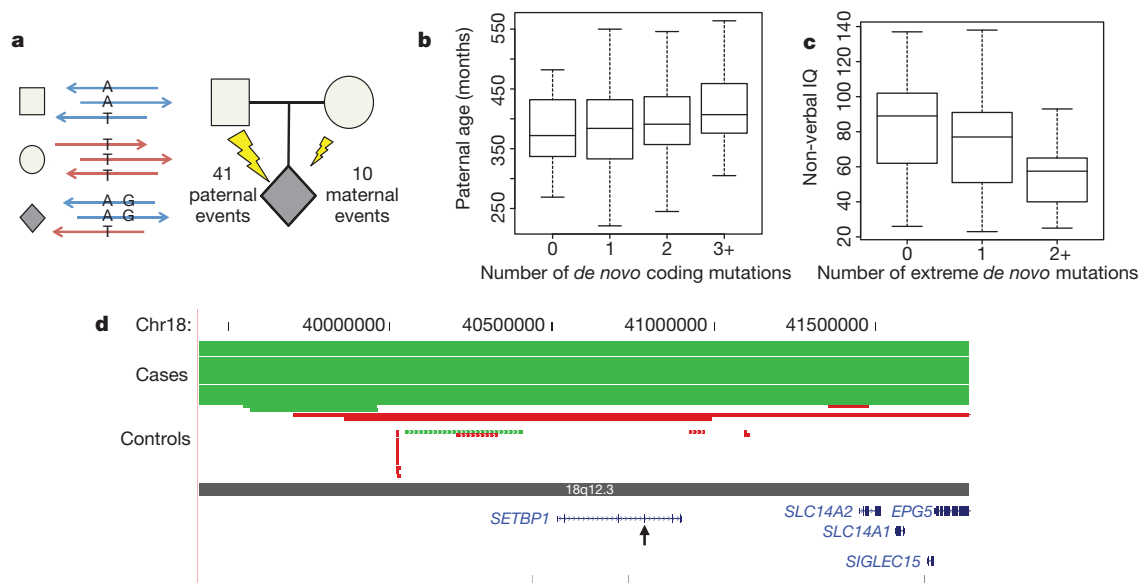 a
A
A
T
T
T
T
A G
A G
T
41
paternal
events
10
maternal
events
b
Paternal age (months)
550
450
350
250
0 1 2 3+
Number of de novo coding mutations
c
Non-verbal IQ
140
120
100
80
60
40
20
0 1 2+
Number of extreme de novo mutations
d
Chr18: 40000000 40500000 41000000 41500000
Cases
Controls
18q12.3
SETBP1
SLC14A2 EPG5
SLC14A1
SIGLEC15